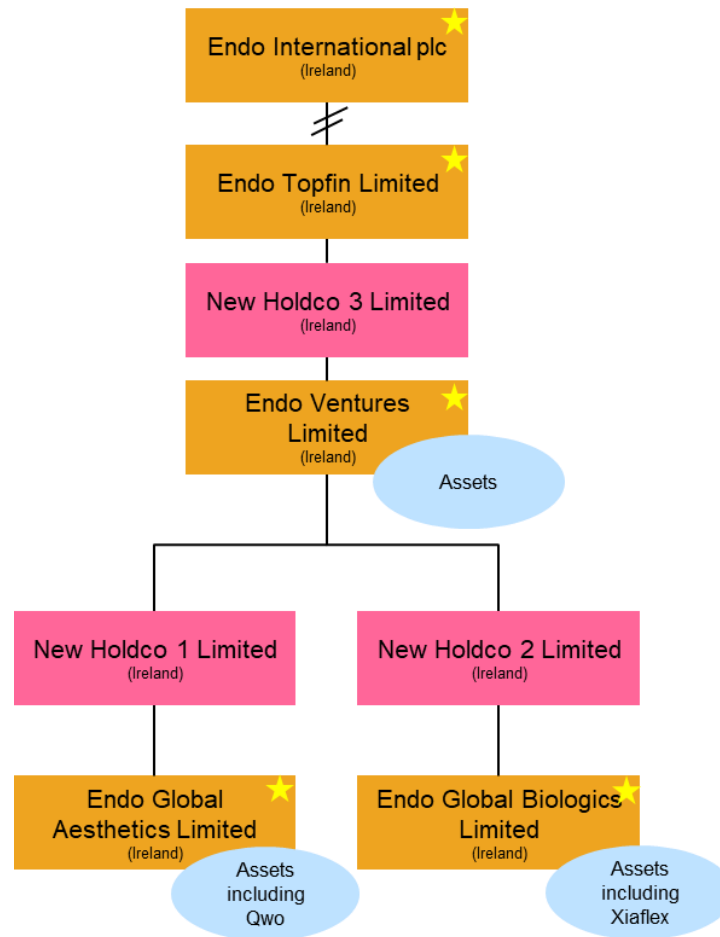 Endo International plc
(Ireland)
Endo Topfin Limited
(Ireland)
New Holdco 3 Limited
(Ireland)
Endo Ventures
Limited
(Ireland)
Assets
New Holdco 1 Limited
(Ireland)
New Holdco 2 Limited
(Ireland)
Endo Global
Aesthetics Limited
(Ireland)
Assets
including
Qwo
Endo Global Biologics
Limited
(Ireland)
Assets
including
Xiaflex